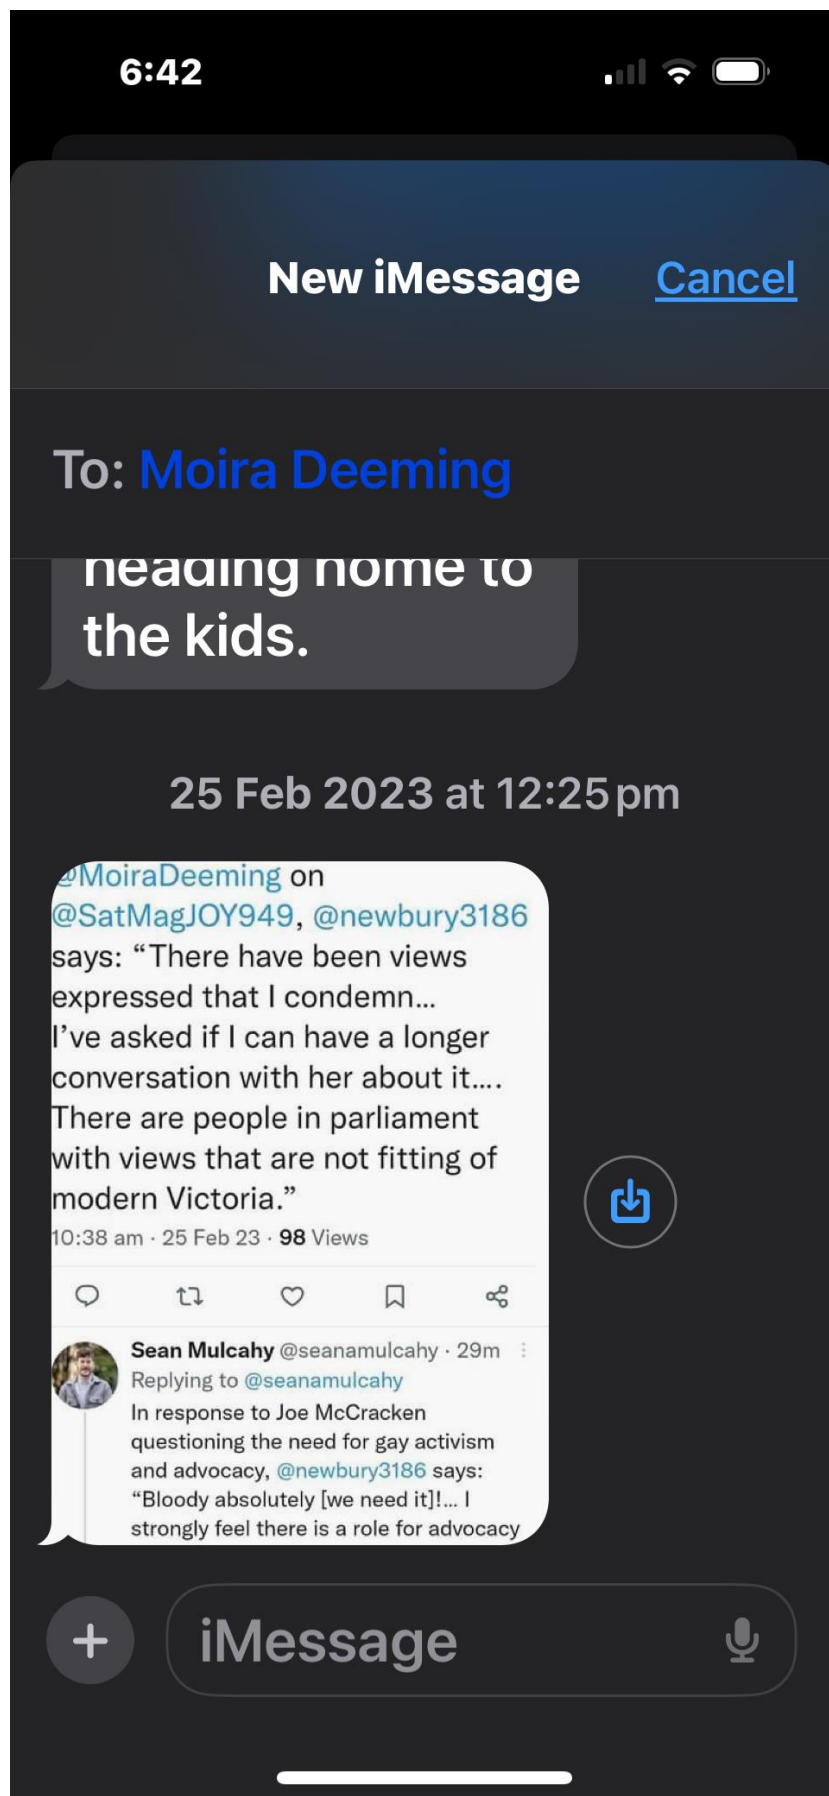 6:42
New iMessage
Cancel
To: Moira Deeming
heading home to
the kids.
25 Feb 2023 at 12:25 pm
@MoiraDeeming on
@SatMagJOY949, @newbury3186
says: “There have been views
expressed that I condemn...
I’ve asked if I can have a longer
conversation with her about it....
There are people in parliament
with views that are not fitting of
modern Victoria.”
10:38 am · 25 Feb 23 · 98 Views
Sean Mulcahy @seanamulcahy · 29m
Replying to @seanamulcahy
In response to Joe McCracken
questioning the need for gay activism
and advocacy, @newbury3186 says:
“Bloody absolutely [we need it]!... I
strongly feel there is a role for advocacy
iMessage